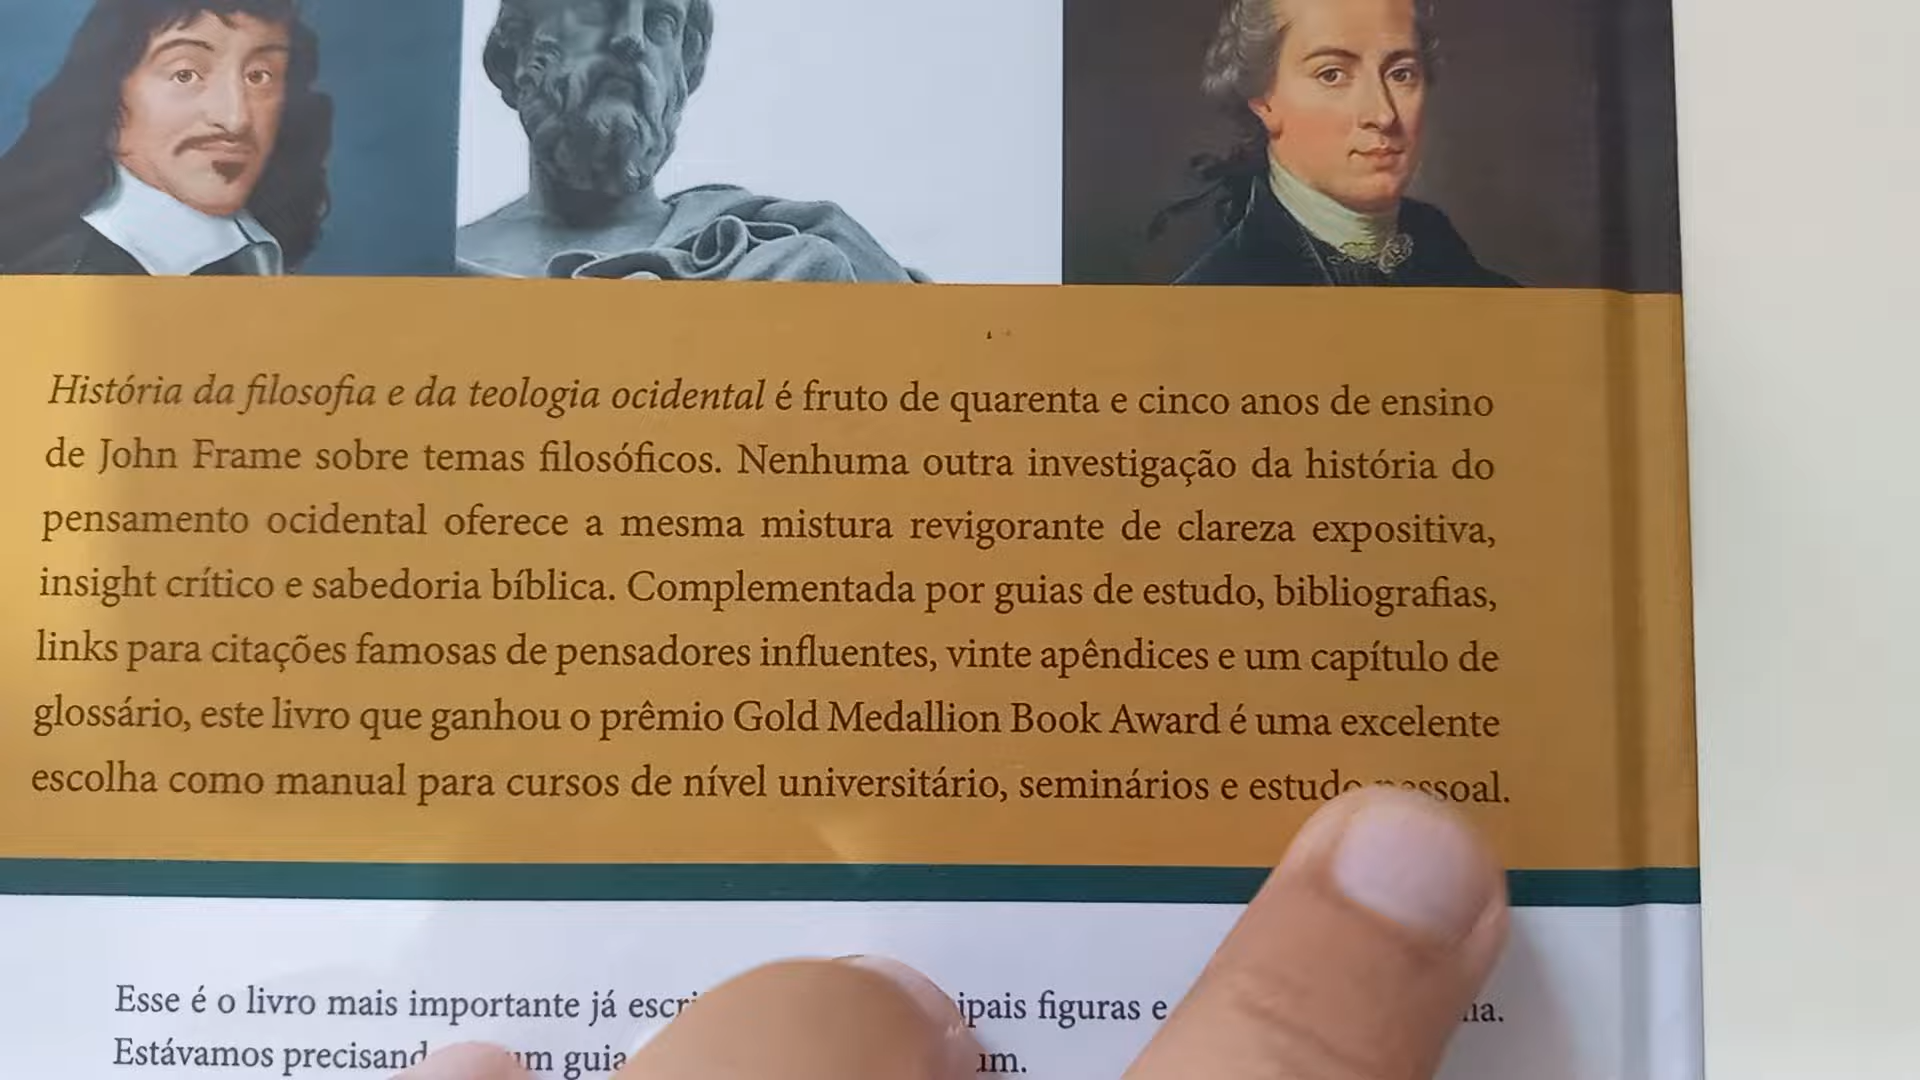 História da filosofia e da teologia ocidental é fruto de quarenta e cinco anos de ensino
de John Frame sobre temas filosóficos. Nenhuma outra investigação da história do
pensamento ocidental oferece a mesma mistura revigorante de clareza expositiva,
insight crítico e sabedoria bíblica. Complementada por guias de estudo, bibliografias,
links para citações famosas de pensadores influentes, vinte apêndices e um capítulo de
glossário, este livro que ganhou o prêmio Gold Medallion Book Award é uma excelente
escolha como manual para cursos de nível universitário, seminários e estudo pessoal.
Esse é o livro mais importante já figuras e
Estávamos guia